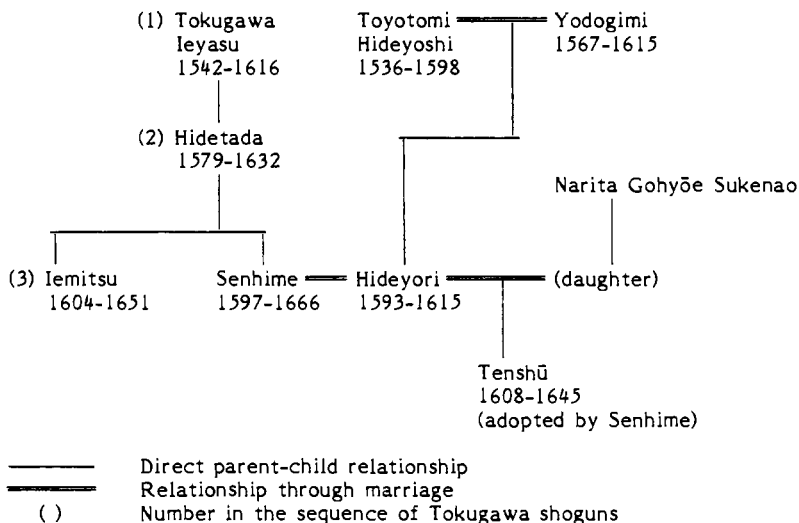 (1) Tokugawa
Ieyasu
1542-1616
Toyotomi
Hideyoshi
1536-1598
Yodogimi
1567-1615
(2) Hidetada
1579-1632
Narita Gohyōe Sukenao
(3) Iemitsu
1604-1651
Senhime
1597-1666
Hideyori
1593-1615
(daughter)
Tenshū
1608-1645
(adopted by Senhime)
Direct parent-child relationship
Relationship through marriage
( ) Number in the sequence of Tokugawa shoguns